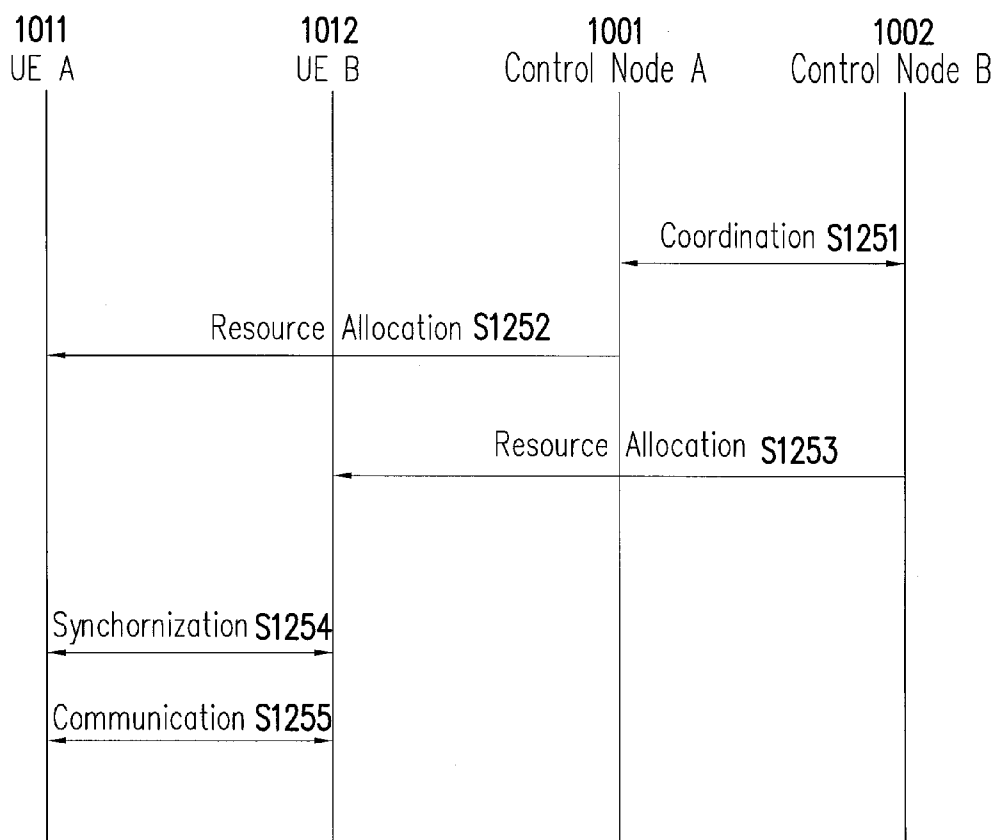 1011 1012 1001 1002
UE A UE B Control Node A Control Node B
Coordination S1251
Resource Allocation S1252
Resource Allocation S1253
Synchornization S1254
Communication S1255